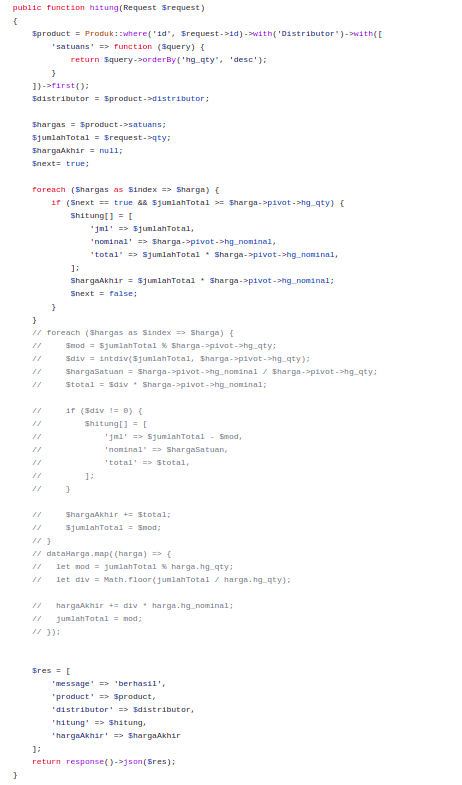 public function hitung(Request $request)
{
    $product = Produk::where('id', $request->id)->with('Distributor')->with([
        'satuans' => function ($query) {
            return $query->orderBy('hg_qty', 'desc');
        }
    ])->first();
    $distributor = $product->distributor;

    $hargas = $product->satuans;
    $jumlahTotal = $request->qty;
    $hargaAkhir = null;
    $next= true;

    foreach ($hargas as $index => $harga) {
        if ($next == true && $jumlahTotal >= $harga->pivot->hg_qty) {
            $hitung[] = [
                'jml' => $jumlahTotal,
                'nominal' => $harga->pivot->hg_nominal,
                'total' => $jumlahTotal * $harga->pivot->hg_nominal,
            ];
            $hargaAkhir = $jumlahTotal * $harga->pivot->hg_nominal;
            $next = false;
        }
    }
    // foreach ($hargas as $index => $harga) {
    //     $mod = $jumlahTotal % $harga->pivot->hg_qty;
    //     $div = intdiv($jumlahTotal, $harga->pivot->hg_qty);
    //     $hargaSatuan = $harga->pivot->hg_nominal / $harga->pivot->hg_qty;
    //     $total = $div * $harga->pivot->hg_nominal;

    //     if ($div != 0) {
    //         $hitung[] = [
    //             'jml' => $jumlahTotal - $mod,
    //             'nominal' => $hargaSatuan,
    //             'total' => $total,
    //         ];
    //     }

    //     $hargaAkhir += $total;
    //     $jumlahTotal = $mod;
    // }
    // dataHarga.map((harga) => {
    //   let mod = jumlahTotal % harga.hg_qty;
    //   let div = Math.floor(jumlahTotal / harga.hg_qty);

    //   hargaAkhir += div * harga.hg_nominal;
    //   jumlahTotal = mod;
    // });


    $res = [
        'message' => 'berhasil',
        'product' => $product,
        'distributor' => $distributor,
        'hitung' => $hitung,
        'hargaAkhir' => $hargaAkhir
    ];
    return response()->json($res);
}